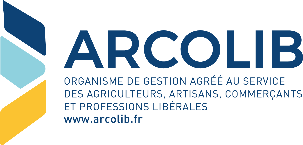 ARCOLIB
ORGANISME DE GESTION AGRÉÉ AU SERVICE
DES AGRICULTEURS, ARTISANS, COMMERÇANTS
ET PROFESSIONS LIBÉRALES
www.arcolib.fr